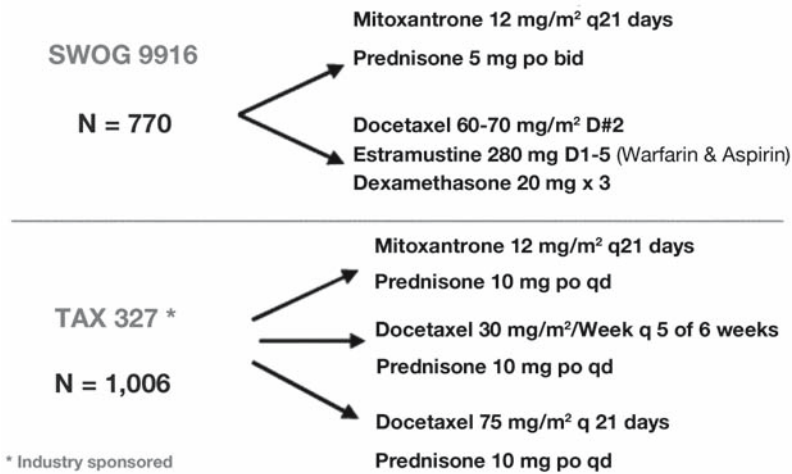 SWOG 9916
N = 770
Mitoxantrone 12 mg/m² q21 days
Prednisone 5 mg po bid
Docetaxel 60-70 mg/m² D#2
Estramustine 280 mg D1-5 (Warfarin & Aspirin)
Dexamethasone 20 mg x 3
TAX 327 *
N = 1,006
Mitoxantrone 12 mg/m² q21 days
Prednisone 10 mg po qd
Docetaxel 30 mg/m²/Week q 5 of 6 weeks
Prednisone 10 mg po qd
Docetaxel 75 mg/m² q 21 days
Prednisone 10 mg po qd
* Industry sponsored